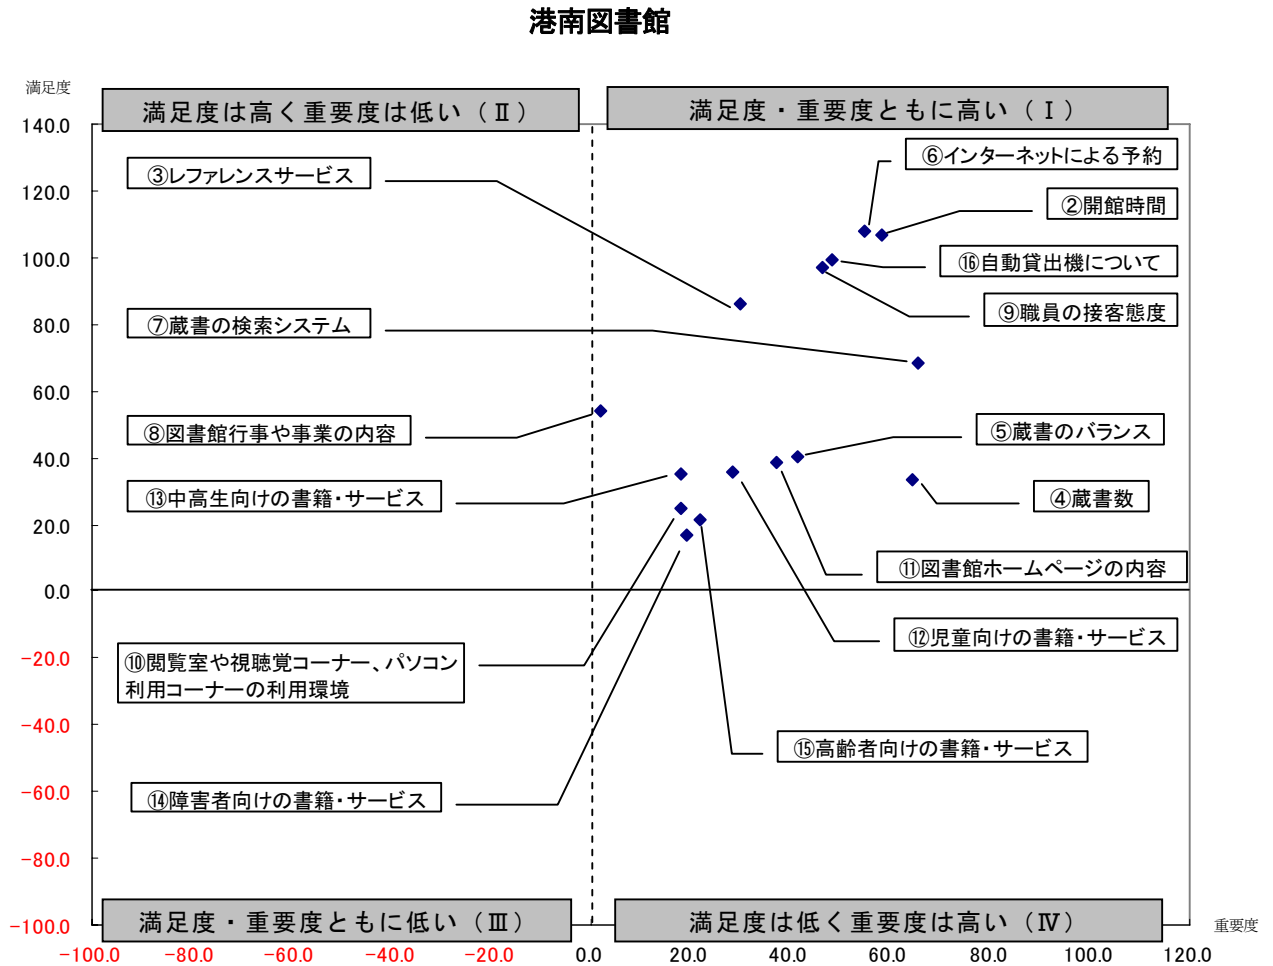 港南図書館
満足度
満足度は高く重要度は低い（Ⅱ）
満足度・重要度ともに高い（Ⅰ）
140.0
120.0
100.0
80.0
60.0
40.0
20.0
0.0
-20.0
-40.0
-60.0
-80.0
-100.0
③レファレンスサービス
⑥インターネットによる予約
②開館時間
⑯自動貸出機について
⑨職員の接客態度
⑦蔵書の検索システム
⑧図書館行事や事業の内容
⑤蔵書のバランス
⑬中高生向けの書籍・サービス
④蔵書数
⑪図書館ホームページの内容
⑫児童向けの書籍・サービス
⑩閲覧室や視聴覚コーナー、パソコン
利用コーナーの利用環境
⑮高齢者向けの書籍・サービス
⑭障害者向けの書籍・サービス
満足度・重要度ともに低い（Ⅲ）
満足度は低く重要度は高い（Ⅳ）
重要度
-100.0 -80.0 -60.0 -40.0 -20.0 0.0 20.0 40.0 60.0 80.0 100.0 120.0